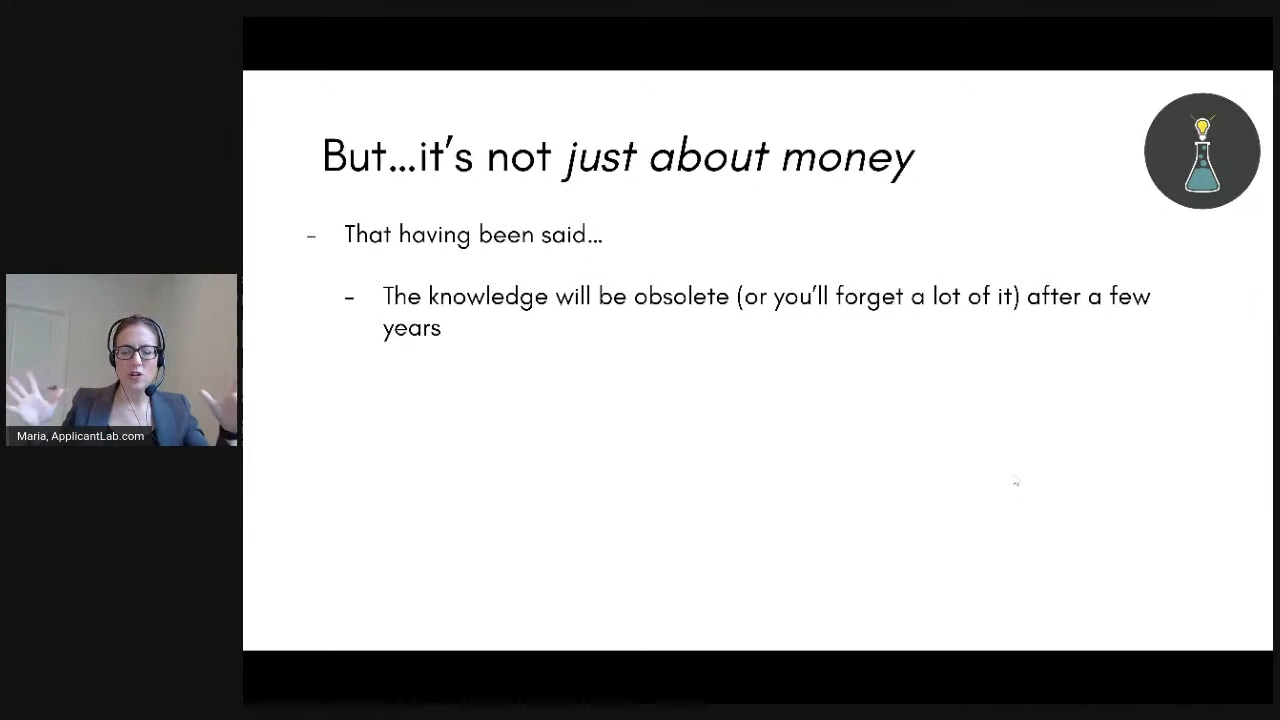 But...it's not just about money
- That having been said...
- The knowledge will be obsolete (or you'll forget a lot of it) after a few
years
Maria, ApplicantLab.com